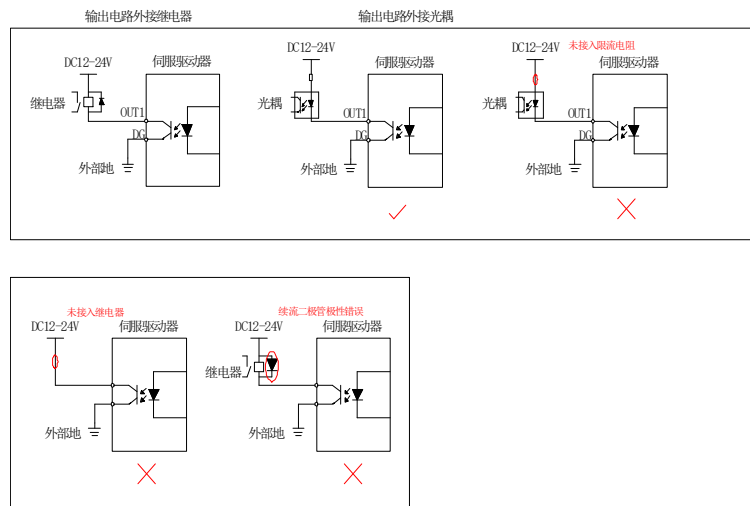 输出电路外接继电器
输出电路外接光耦
DC12-24V
伺服驱动器
继电器
OUT1
DG
外部地
DC12-24V
伺服驱动器
光耦
OUT1
DG
外部地
DC12-24V
未接入限流电阻
伺服驱动器
光耦
OUT1
DG
外部地
未接入继电器
DC12-24V
伺服驱动器
外部地
续流二极管极性错误
DC12-24V
伺服驱动器
继电器
外部地